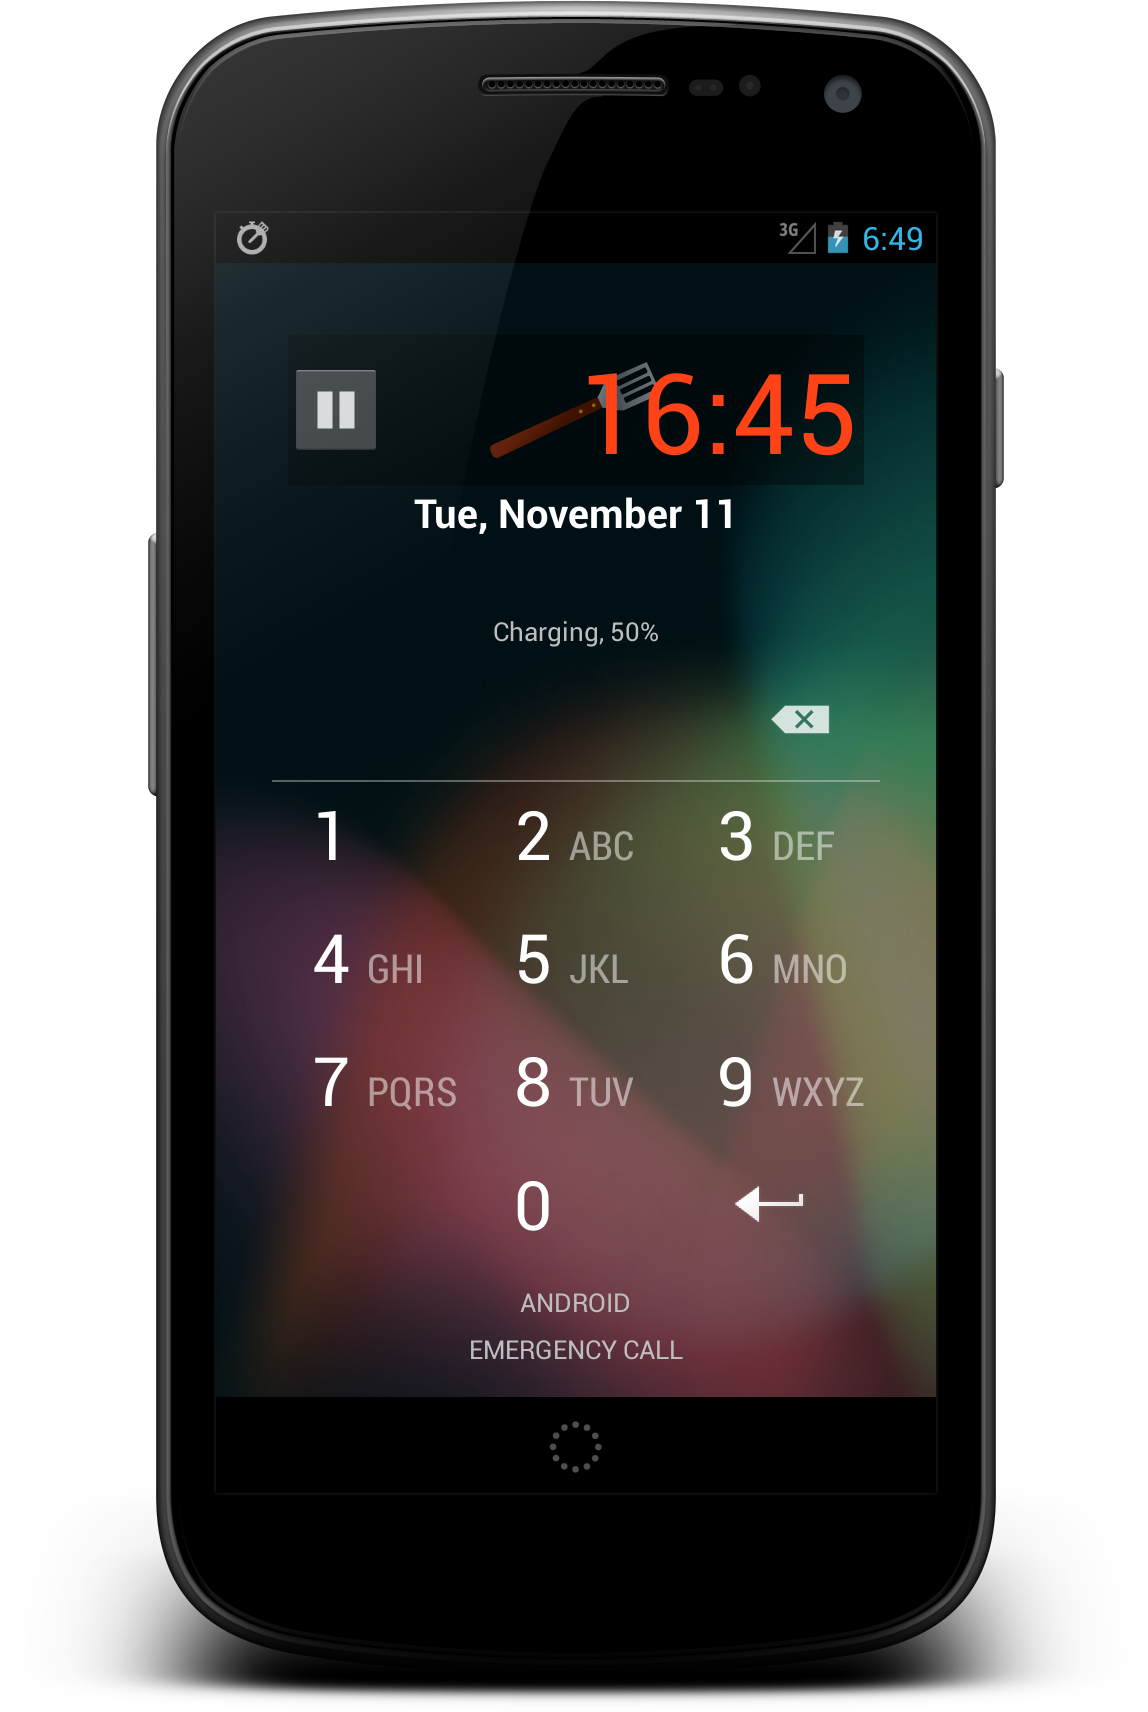 3G 6:49
16:45
Tue, November 11
Charging, 50%
1 2 ABC 3 DEF
4 GHI 5 JKL 6 MNO
7 PQRS 8 TUV 9 WXYZ
0
ANDROID
EMERGENCY CALL